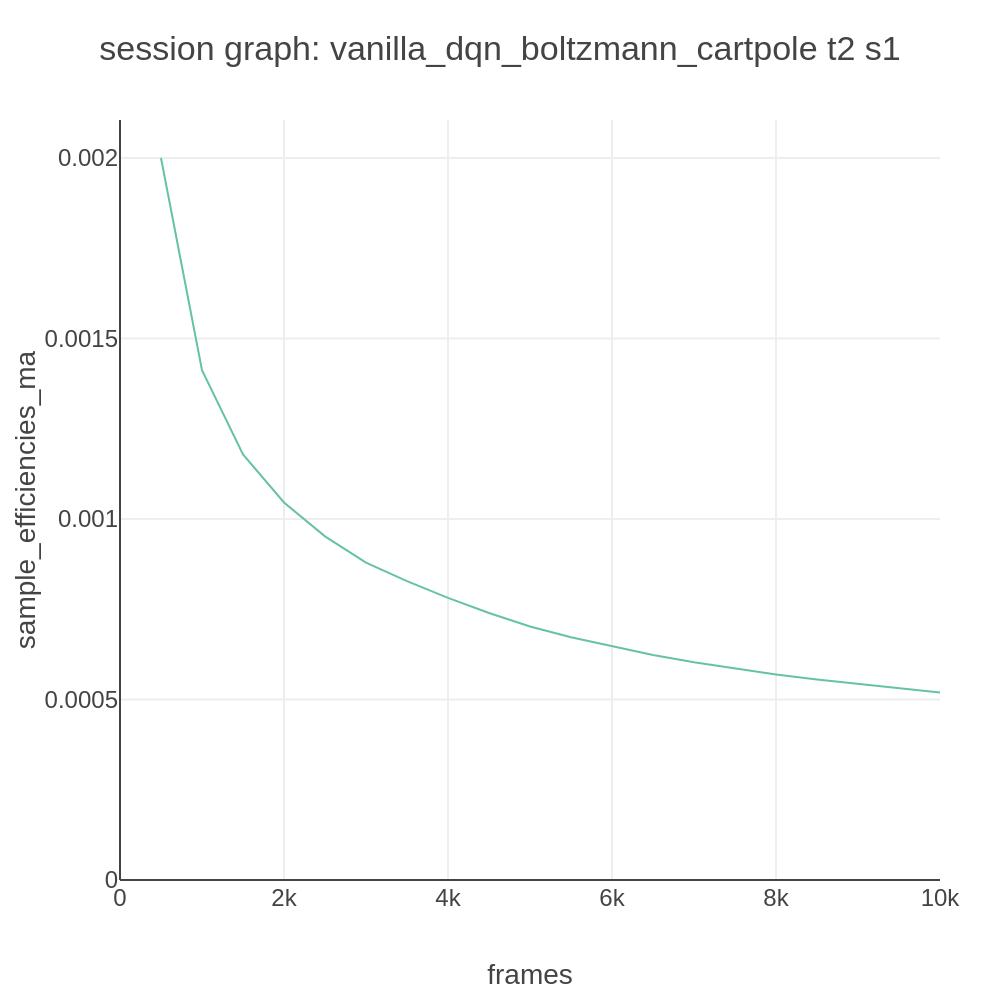 session graph: vanilla_dqn_boltzmann_cartpole t2 s1
sample_efficiencies_ma
0.002
0.0015
0.001
0.0005
0
0 2k 4k 6k 8k 10k
frames